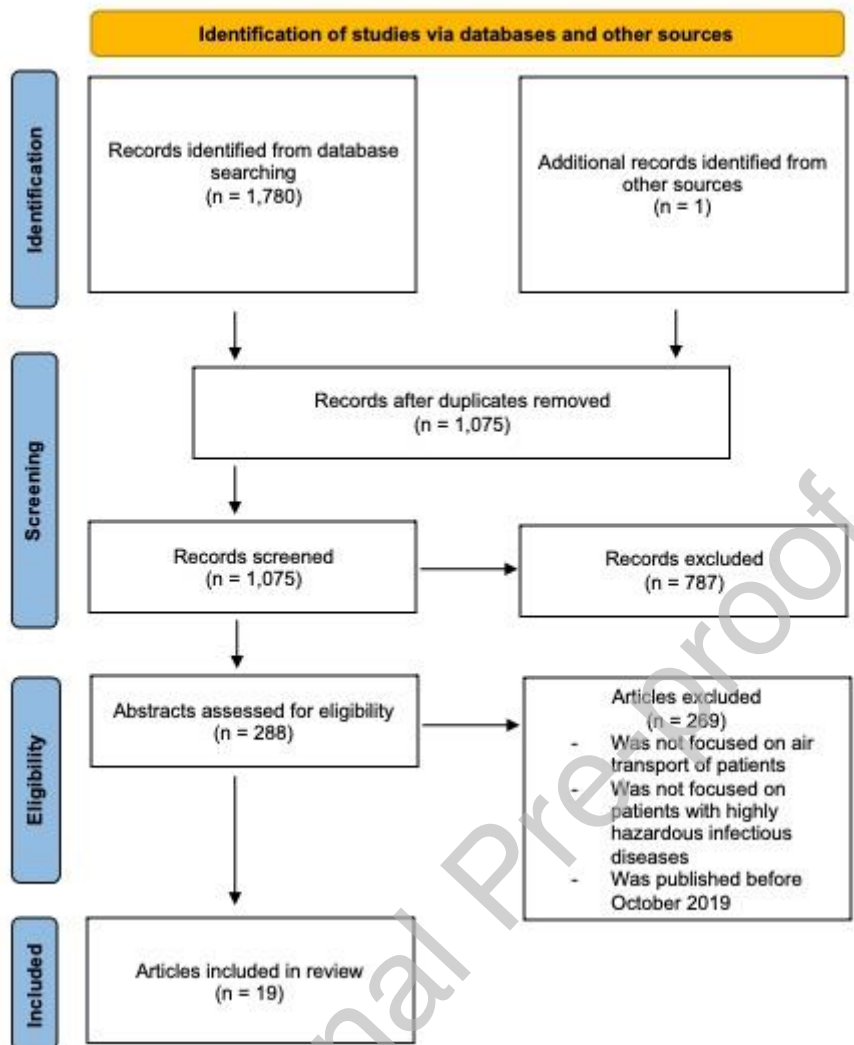 Identification of studies via databases and other sources
Identification
Records identified from database
searching
(n = 1,780)
Additional records identified from
other sources
(n = 1)
Screening
Records after duplicates removed
(n = 1,075)
Records screened
(n = 1,075)
Records excluded
(n = 787)
Eligibility
Abstracts assessed for eligibility
(n = 288)
Articles excluded
(n = 269)
- Was not focused on air
transport of patients
- Was not focused on
patients with highly
hazardous infectious
diseases
- Was published before
October 2019
Included
Articles included in review
(n = 19)
nal Pre-proof